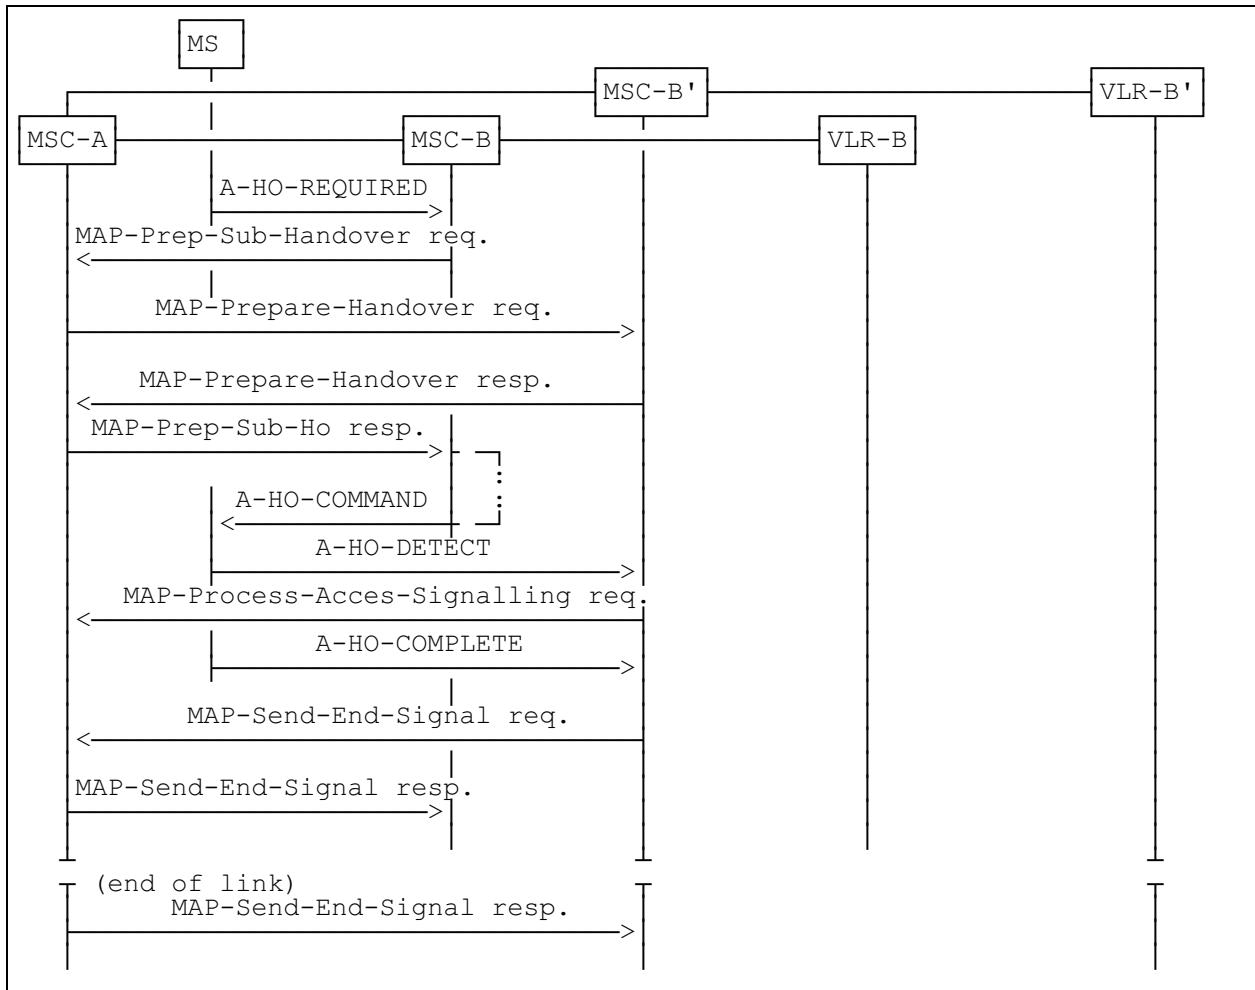 MS
MSC-B'
VLR-B'
MSC-A
MSC-B
VLR-B
A-HO-REQUIRED
MAP-Prep-Sub-Handover req.
MAP-Prepare-Handover req.
MAP-Prepare-Handover resp.
MAP-Prep-Sub-Ho resp.
A-HO-COMMAND
A-HO-DETECT
MAP-Process-Acces-Signalling req.
A-HO-COMPLETE
MAP-Send-End-Signal req.
MAP-Send-End-Signal resp.
(end of link)
MAP-Send-End-Signal resp.